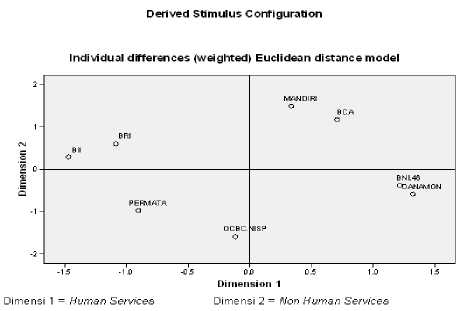 Derived Stimulus Configuration
Individual differences (weighted) Euclidean distance model
Dimension 2
2
1
0
-1
-2
MANDIRI
BCA
BRI
BII
BNI.46
DANAMON
PERMATA
OCBC.NISP
-1.5 -1.0 -0.5 0.0 0.5 1.0 1.5
Dimension 1
Dimensi 1 = Human Services Dimensi 2 = Non Human Services